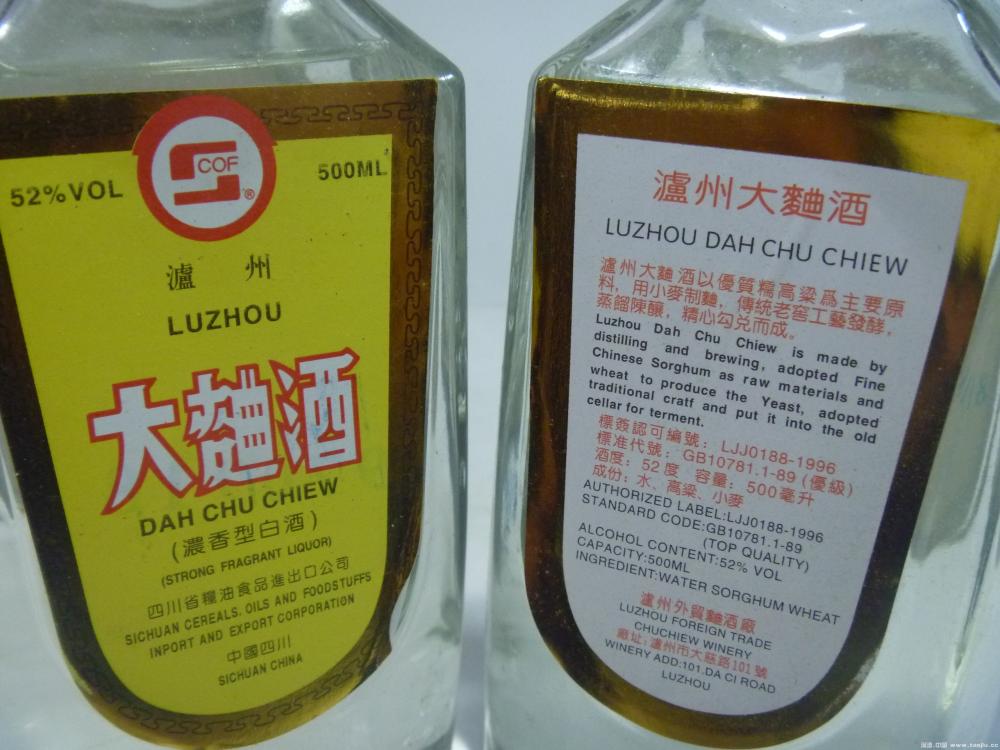 52%VOL
COF
®
500ML
瀘州
LUZHOU
大麯酒
DAH CHU CHIEW
(濃香型白酒)
(STRONG FRAGRANT LIQUOR)
四川省糧油食品進出口公司
SICHUAN CEREALS, OILS AND FOODSTUFFS
INPORT AND EXPORT CORPORATION
中國四川
SICHUAN CHINA
瀘州大麯酒
LUZHOU DAH CHU CHIEW
瀘州大麯酒以優質糯高粱爲主要原
料，用小麥制麯，傳統老窖工藝發酵，
蒸餾陳釀，精心勾兑而成。
Luzhou Dah Chu Chiew is made by
distilling and brewing, adopted Fine
Chinese Sorghum as raw materials and
wheat to produce the Yeast, adopted
traditional cratf and put it into the old
cellar for terment.
標簽認可編號：LJJ0188-1996
標准代號：GB10781.1-89(優級)
酒度：52度 容量：500毫升
成份：水、高粱、小麥
AUTHORIZED LABEL:LJJ0188-1996
STANDARD CODE:GB10781.1-89
(TOP QUALITY)
ALCOHOL CONTENT:52% VOL
CAPACITY:500ML
INGREDIENT:WATER SORGHUM WHEAT
瀘州外貿麯酒廠
LUZHOU FOREIGN TRADE
CHUCHIEW WINERY
廠址:瀘州市大慈路101號
WINERY ADD:101.DA CI ROAD
LUZHOU